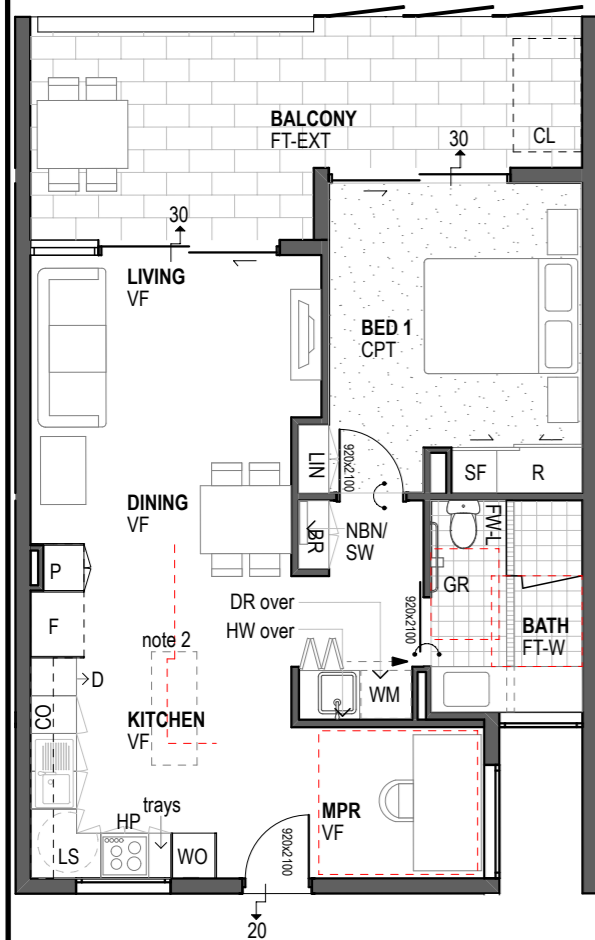 BALCONY
FT-EXT
CL
30
30
LIVING
VF
BED 1
CPT
920x2100
LIN
SF
R
DINING
VF
BR
NBN/
SW
FW-L
P
F
GR
DR over
920x2100
HW over
BATH
FT-W
note 2
D
WM
CO
KITCHEN
VF
trays
HP
MPR
VF
LS
WO
920x2100
20